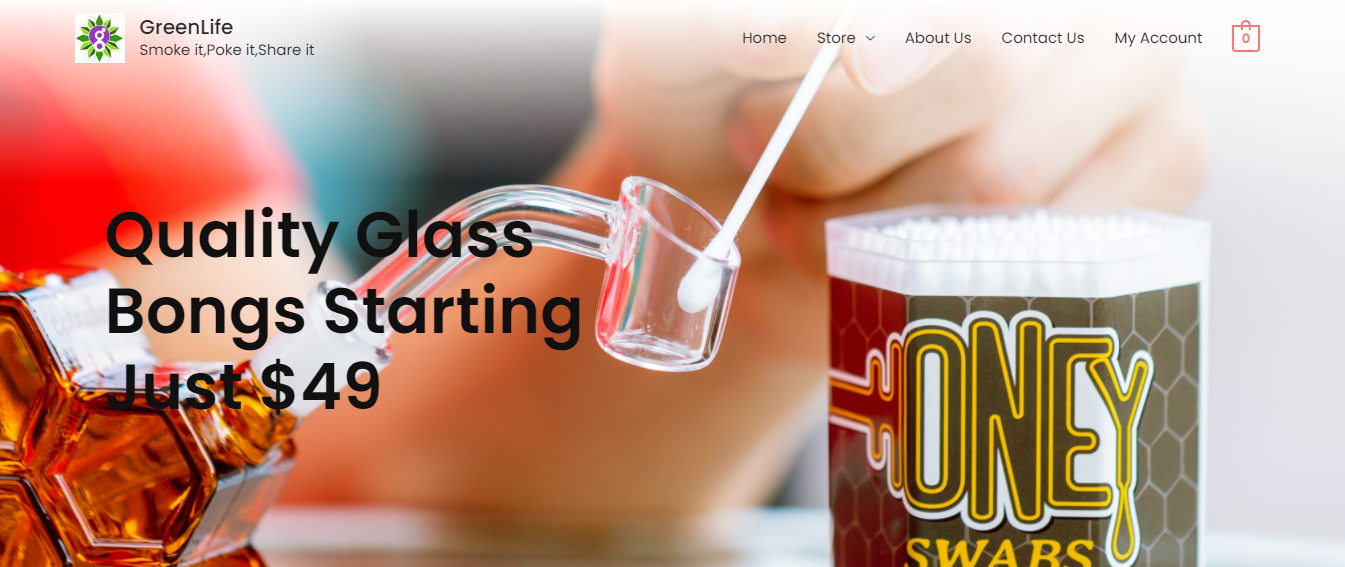 GreenLife
Smoke it,Poke it,Share it
Home
Store
About Us
Contact Us
My Account
0
Quality Glass
Bongs Starting
Just $49
HONEY
SWABS